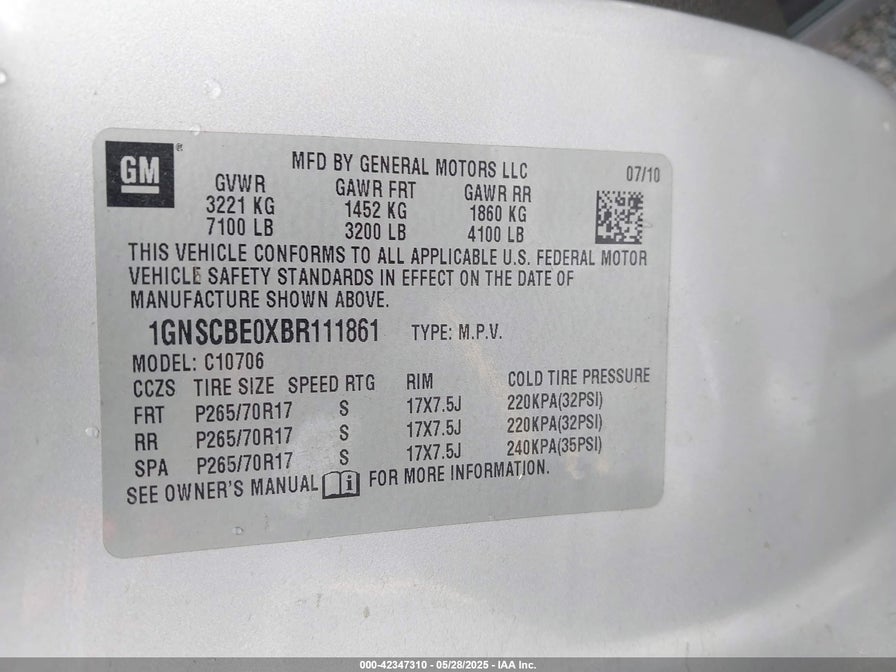 GM®
MFD BY GENERAL MOTORS LLC 07/10
GVWR GAWR FRT GAWR RR
3221 KG 1452 KG 1860 KG
7100 LB 3200 LB 4100 LB
THIS VEHICLE CONFORMS TO ALL APPLICABLE U.S. FEDERAL MOTOR
VEHICLE SAFETY STANDARDS IN EFFECT ON THE DATE OF
MANUFACTURE SHOWN ABOVE.
1GNSCBE0XBR111861 TYPE: M.P.V.
MODEL: C10706
CCZS TIRE SIZE SPEED RTG RIM COLD TIRE PRESSURE
FRT P265/70R17 S 17X7.5J 220KPA(32PSI)
RR P265/70R17 S 17X7.5J 220KPA(32PSI)
SPA P265/70R17 S 17X7.5J 240KPA(35PSI)
SEE OWNER'S MANUAL i FOR MORE INFORMATION.
000-42347310 - 05/28/2025 - IAA Inc.